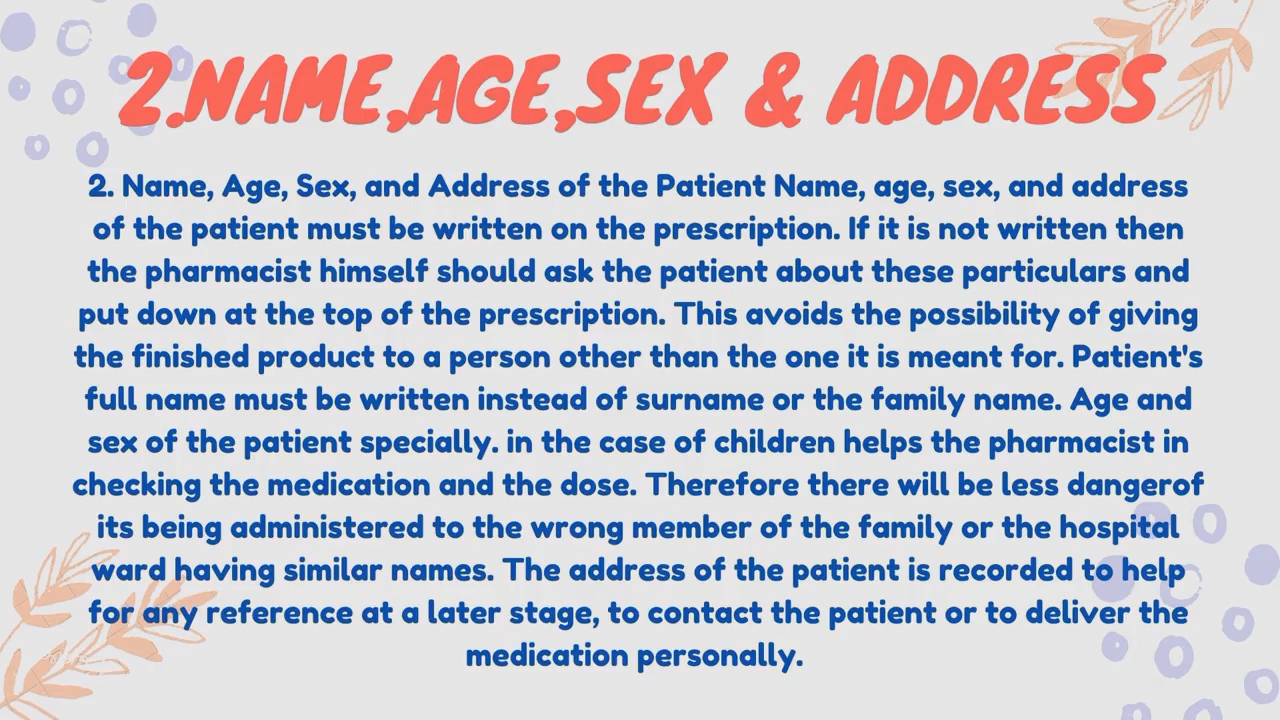 2.NAME,AGE,SEX & ADDRESS
2. Name, Age, Sex, and Address of the Patient Name, age, sex, and address
of the patient must be written on the prescription. If it is not written then
the pharmacist himself should ask the patient about these particulars and
put down at the top of the prescription. This avoids the possibility of giving
the finished product to a person other than the one it is meant for. Patient's
full name must be written instead of surname or the family name. Age and
sex of the patient specially. in the case of children helps the pharmacist in
checking the medication and the dose. Therefore there will be less dangerof
its being administered to the wrong member of the family or the hospital
ward having similar names. The address of the patient is recorded to help
for any reference at a later stage, to contact the patient or to deliver the
medication personally.